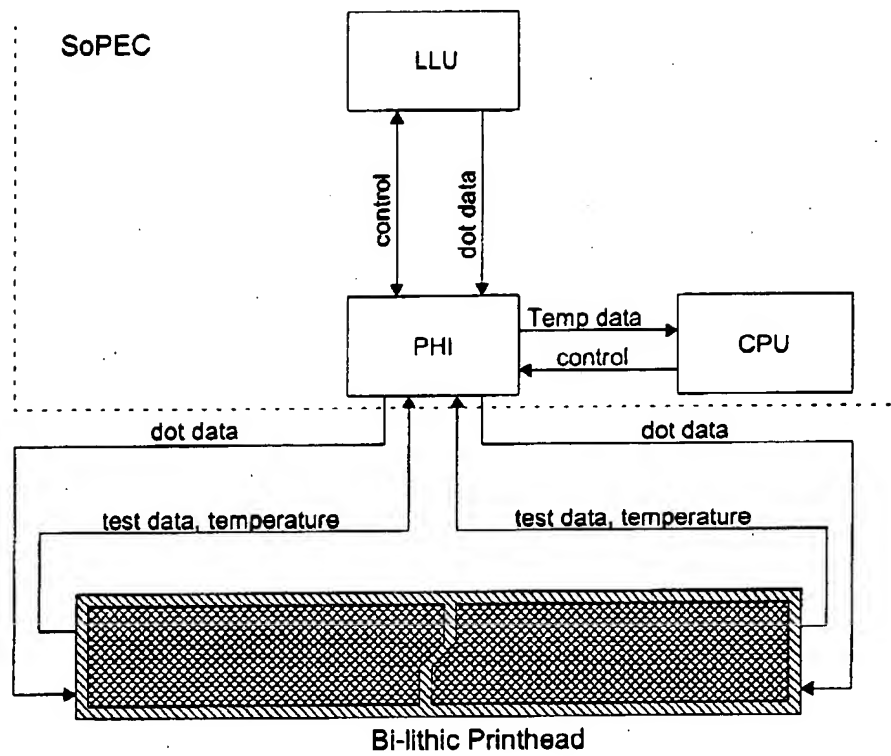 SoPEC
LLU
control
dot data
PHI
Temp data
control
CPU
dot data
dot data
test data, temperature
test data, temperature
Bi-lithic Printhead